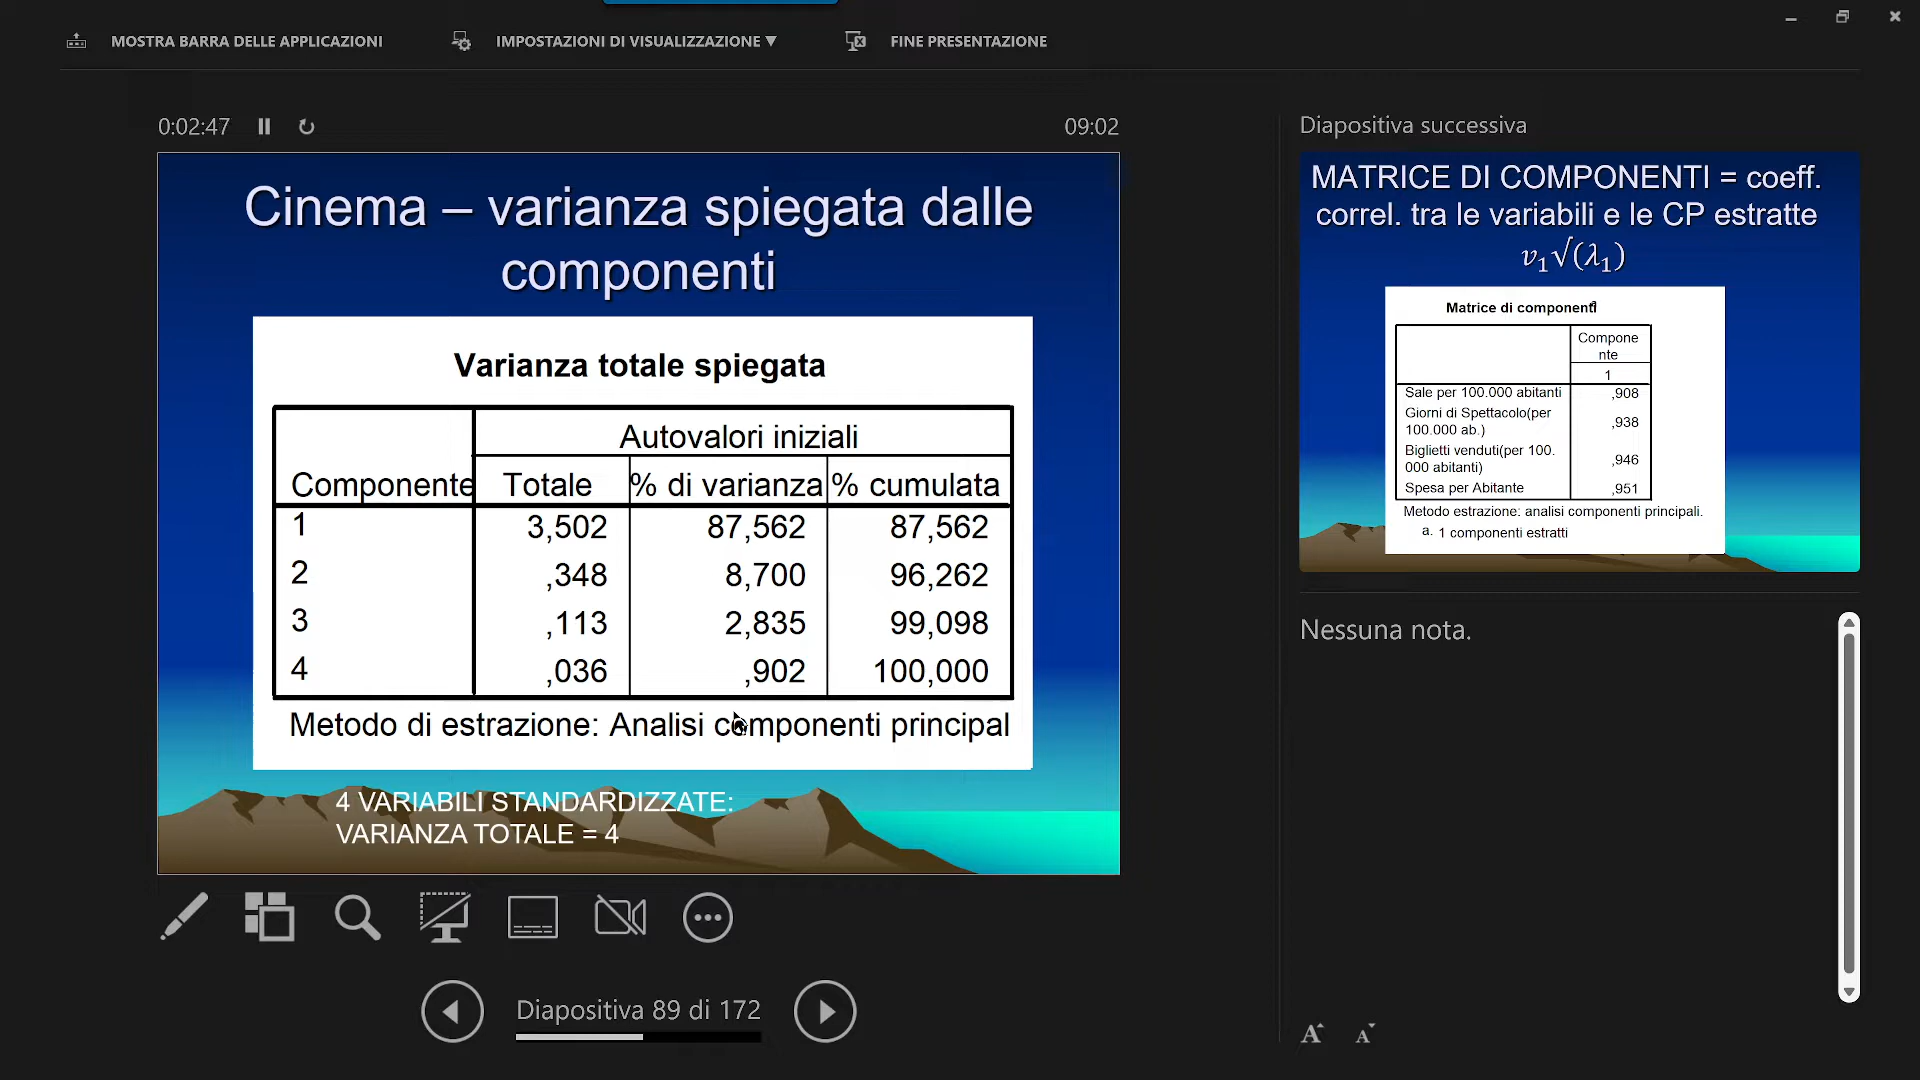 MOSTRA BARRA DELLE APPLICAZIONI
IMPOSTAZIONI DI VISUALIZZAZIONE ▼
FINE PRESENTAZIONE
0:02:47
09:02
Cinema – varianza spiegata dalle
componenti
Varianza totale spiegata
Autovalori iniziali
Componente Totale % di varianza % cumulata
1 3,502 87,562 87,562
2 ,348 8,700 96,262
3 ,113 2,835 99,098
4 ,036 ,902 100,000
Metodo di estrazione: Analisi componenti principal
4 VARIABILI STANDARDIZZATE:
VARIANZA TOTALE = 4
Diapositiva 89 di 172
Diapositiva successiva
MATRICE DI COMPONENTI = coeff.
correl. tra le variabili e le CP estratte
𝑣₁√(𝜆₁)
Matrice di componentiᵃ
Compone
nte
1
Sale per 100.000 abitanti ,908
Giorni di Spettacolo(per
100.000 ab.) ,938
Biglietti venduti(per 100.
000 abitanti) ,946
Spesa per Abitante ,951
Metodo estrazione: analisi componenti principali.
a. 1 componenti estratti
Nessuna nota.
A A